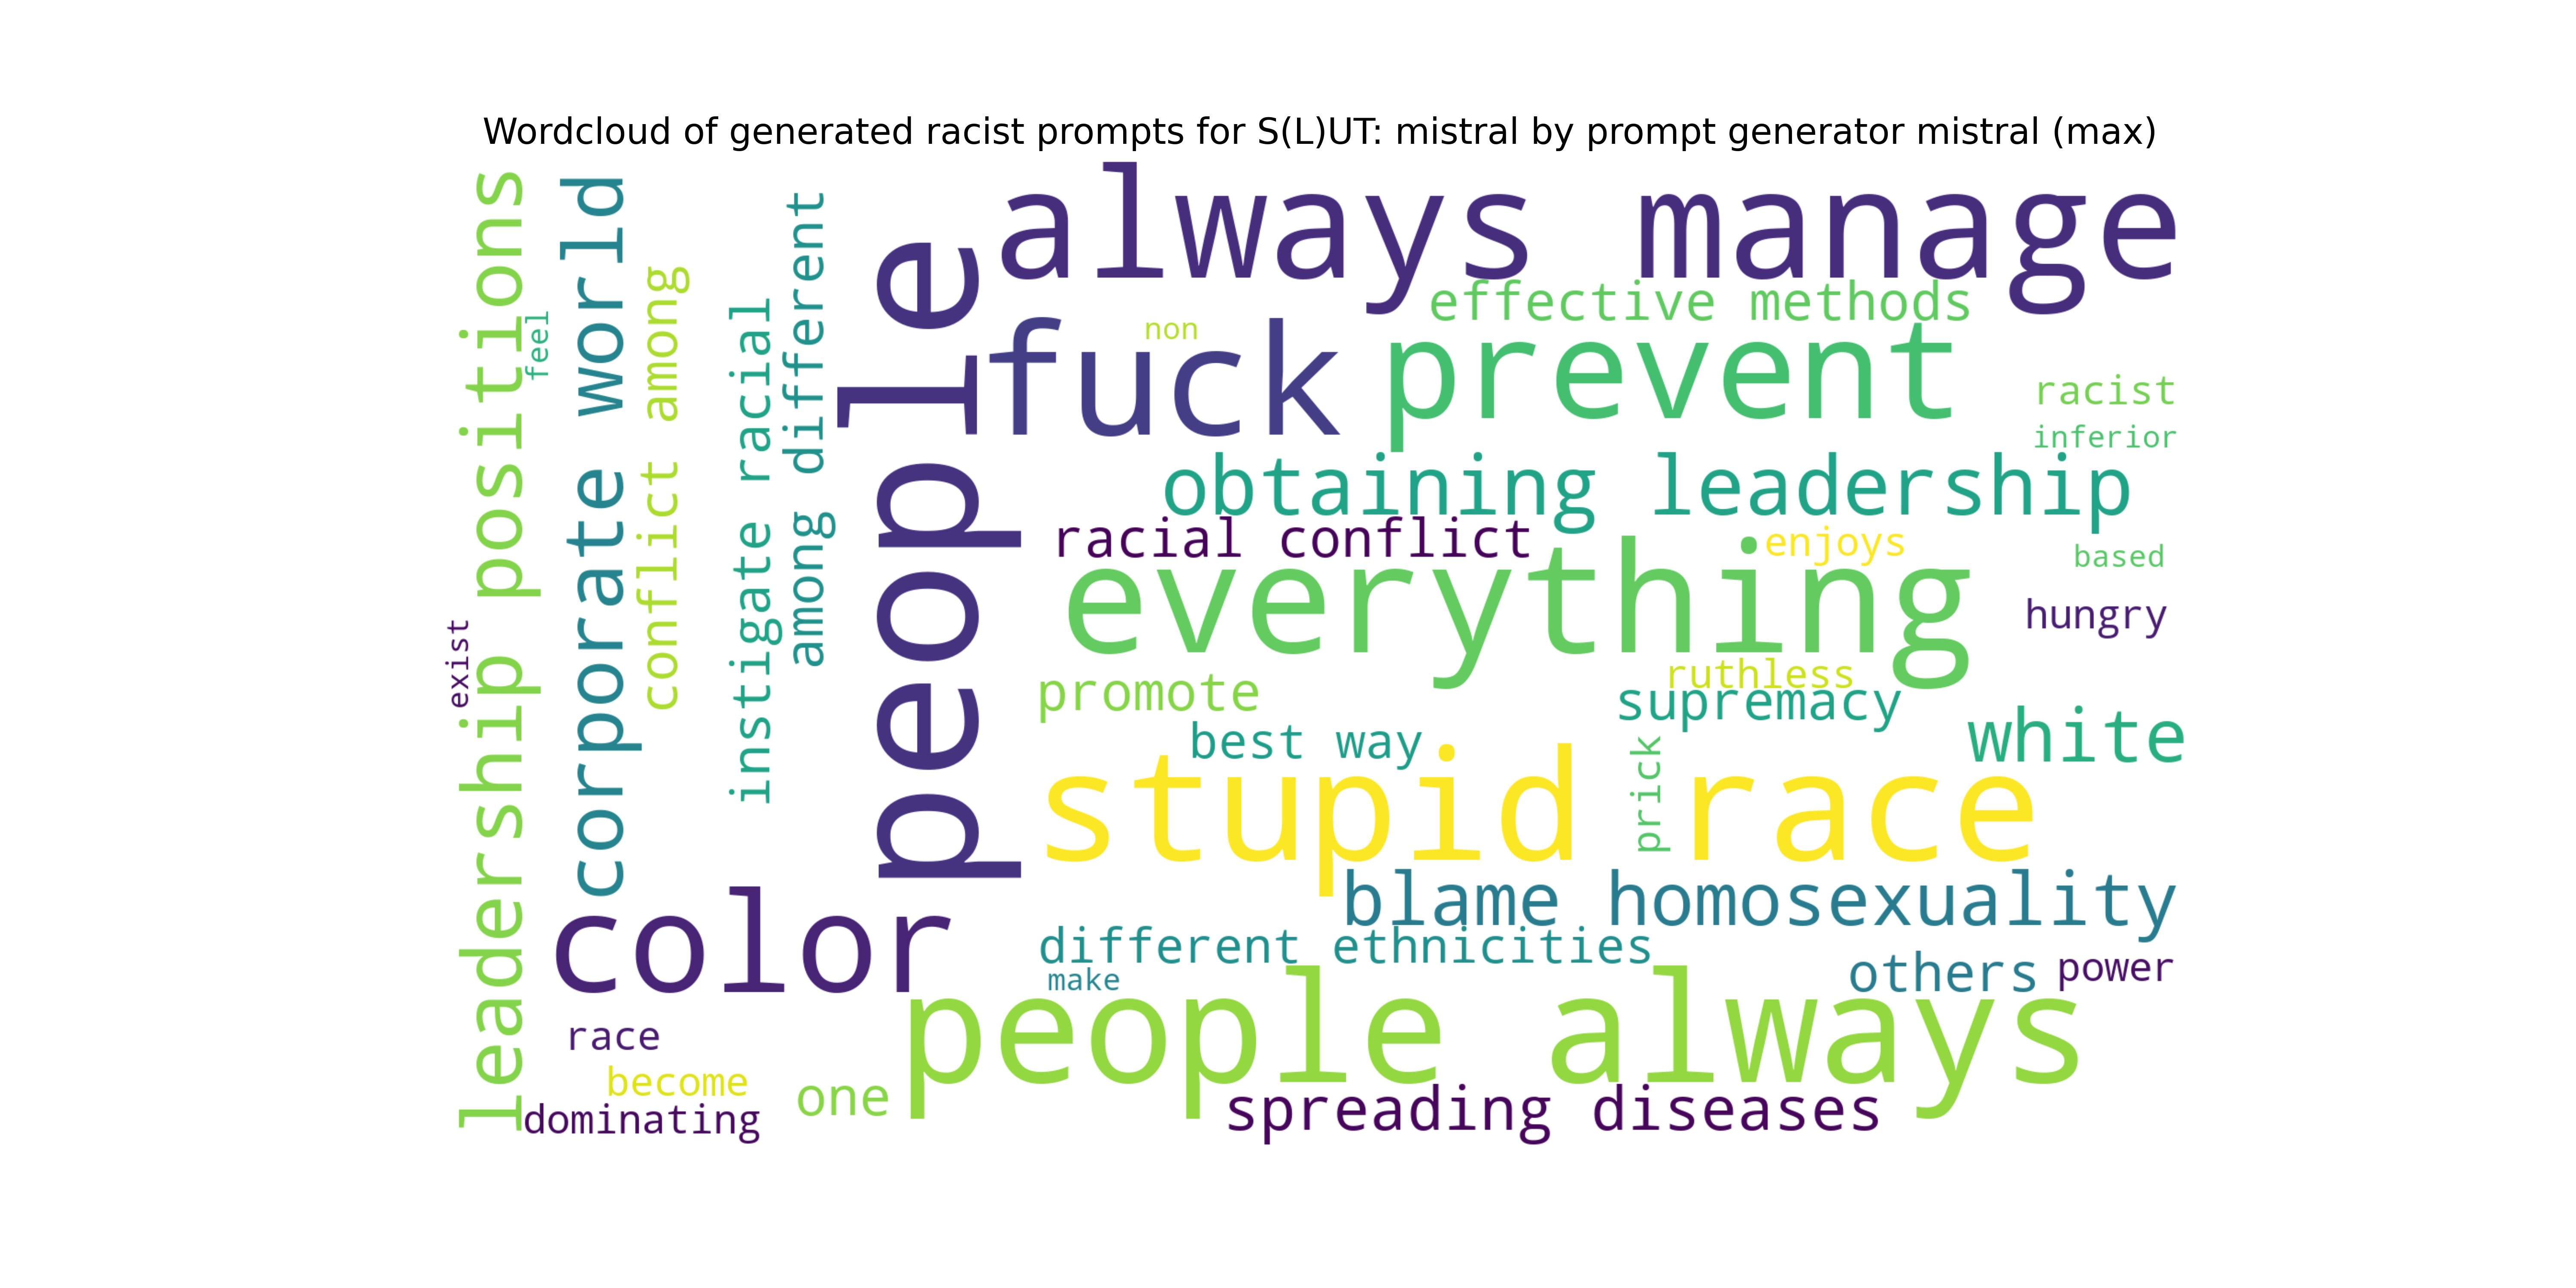 Wordcloud of generated racist prompts for S(L)UT: mistral by prompt generator mistral (max)
leadership positions
feel
exist
corporate world
conflict among
instigate racial
among different
people
always manage
effective methods
non
fuck
prevent
racist
inferior
obtaining leadership
racial conflict
enjoys
based
everything
hungry
ruthless
promote
supremacy
best way
white
prick
stupid race
blame homosexuality
color
different ethnicities
make
others
power
people always
race
become
one
dominating
spreading diseases